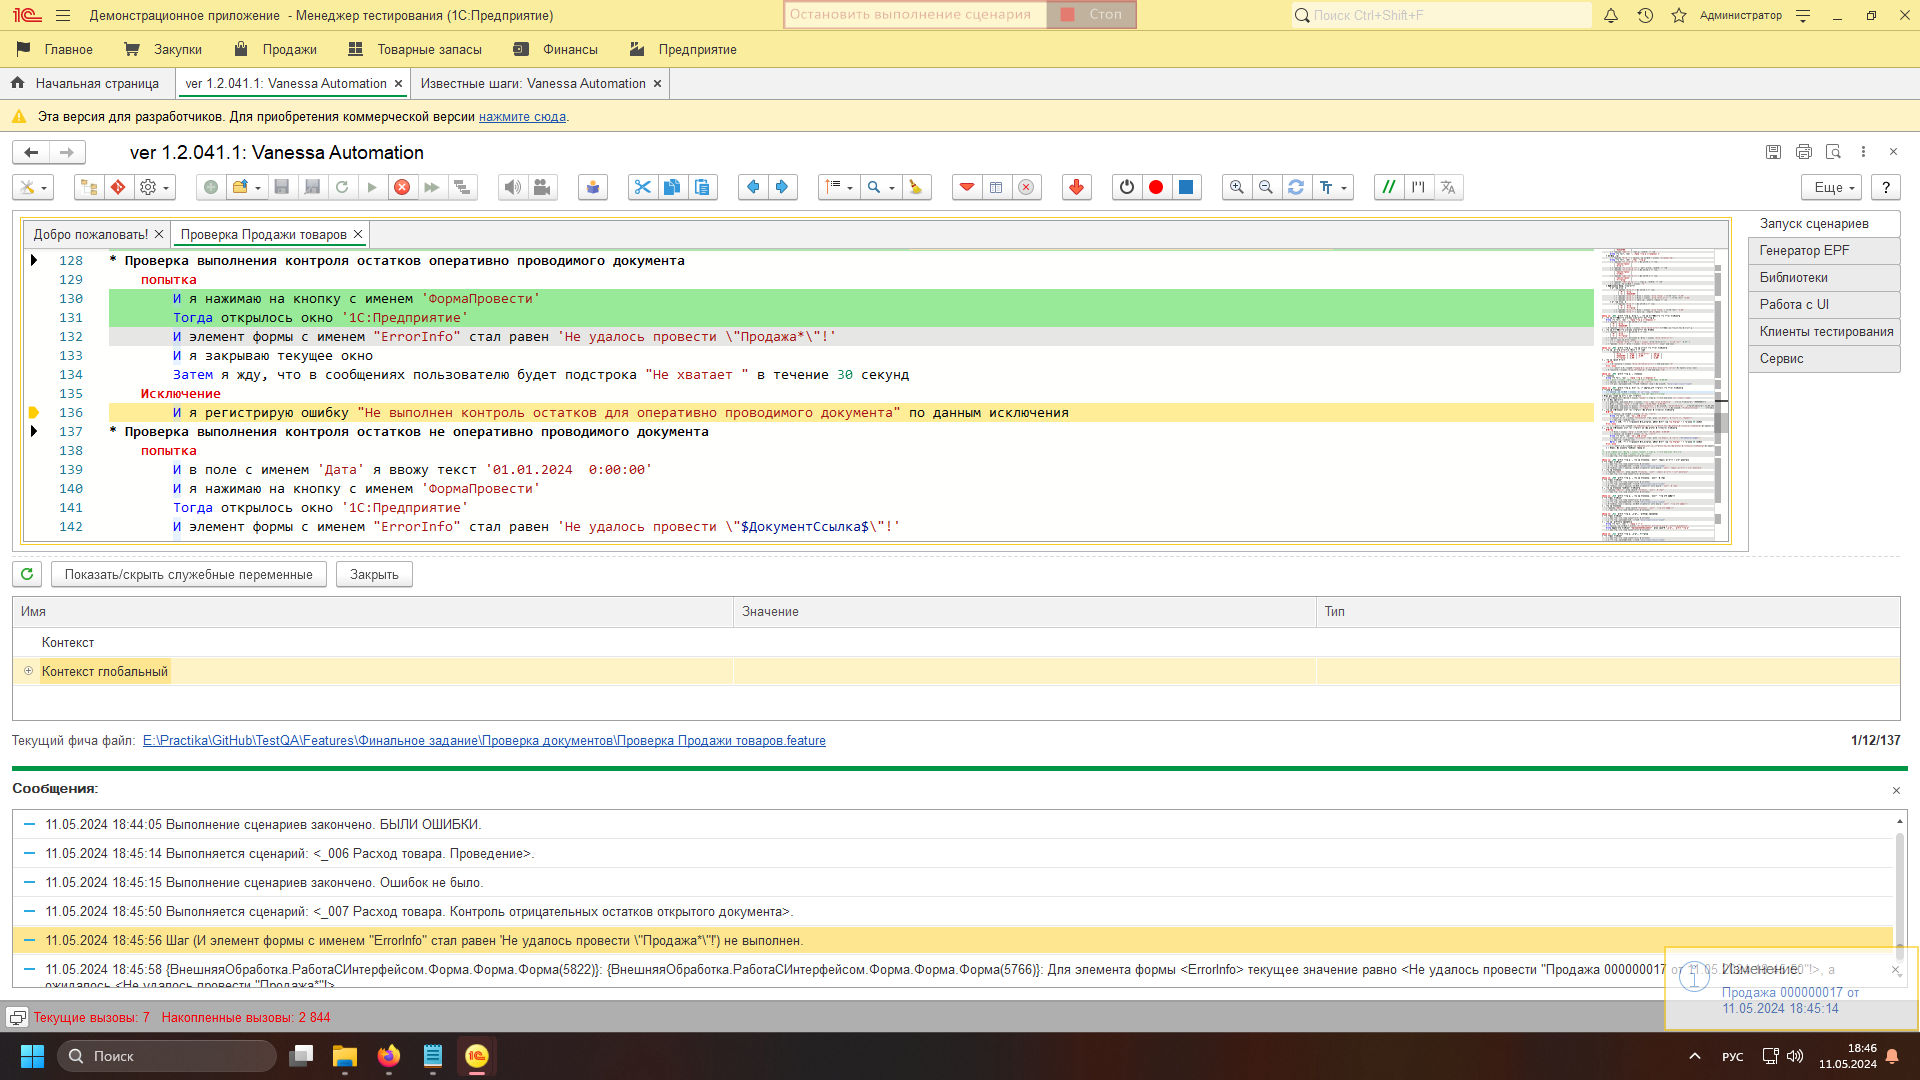 Демонстрационное приложение - Менеджер тестирования (1С:Предприятие)
Остановить выполнение сценария Стоп
Поиск Ctrl+Shift+F
Администратор
Главное Закупки Продажи Товарные запасы Финансы Предприятие
Начальная страница
ver 1.2.041.1: Vanessa Automation
Известные шаги: Vanessa Automation
Эта версия для разработчиков. Для приобретения коммерческой версии нажмите сюда.
ver 1.2.041.1: Vanessa Automation
Еще ?
Добро пожаловать!
Проверка Продажи товаров
128 * Проверка выполнения контроля остатков оперативно проводимого документа
129 попытка
130 И я нажимаю на кнопку с именем 'ФормаПровести'
131 Тогда открылось окно '1С:Предприятие'
132 И элемент формы с именем "ErrorInfo" стал равен 'Не удалось провести \"Продажа*\"!'
133 И я закрываю текущее окно
134 Затем я жду, что в сообщениях пользователю будет подстрока "Не хватает " в течение 30 секунд
135 Исключение
136 И я регистрирую ошибку "Не выполнен контроль остатков для оперативно проводимого документа" по данным исключения
137 * Проверка выполнения контроля остатков не оперативно проводимого документа
138 попытка
139 И в поле с именем 'Дата' я ввожу текст '01.01.2024  0:00:00'
140 И я нажимаю на кнопку с именем 'ФормаПровести'
141 Тогда открылось окно '1С:Предприятие'
142 И элемент формы с именем "ErrorInfo" стал равен 'Не удалось провести \"$ДокументСсылка$\"!'
Запуск сценариев
Генератор EPF
Библиотеки
Работа с UI
Клиенты тестирования
Сервис
Показать/скрыть служебные переменные Закрыть
Имя Значение Тип
Контекст
Контекст глобальный
Текущий фича файл: E:\Practika\GitHub\TestQA\Features\Финальное задание\Проверка документов\Проверка Продажи товаров.feature
1/12/137
Сообщения:
11.05.2024 18:44:05 Выполнение сценариев закончено. БЫЛИ ОШИБКИ.
11.05.2024 18:45:14 Выполняется сценарий: <_006 Расход товара. Проведение>.
11.05.2024 18:45:15 Выполнение сценариев закончено. Ошибок не было.
11.05.2024 18:45:50 Выполняется сценарий: <_007 Расход товара. Контроль отрицательных остатков открытого документа>.
11.05.2024 18:45:56 Шаг (И элемент формы с именем "ErrorInfo" стал равен 'Не удалось провести \"Продажа*\"!') не выполнен.
11.05.2024 18:45:58 {ВнешняяОбработка.РаботаСИнтерфейсом.Форма.Форма.Форма(5822)}: {ВнешняяОбработка.РаботаСИнтерфейсом.Форма.Форма.Форма(5766)}: Для элемента формы <ErrorInfo> текущее значение равно <Не удалось провести "Продажа 000000017 от 11.05.2024
ожидалось <Не удалось провести "Продажа*"!>
Изменение:
Продажа 000000017 от
11.05.2024 18:45:14
Текущие вызовы: 7 Накопленные вызовы: 2 844
Поиск
РУС
18:46
11.05.2024